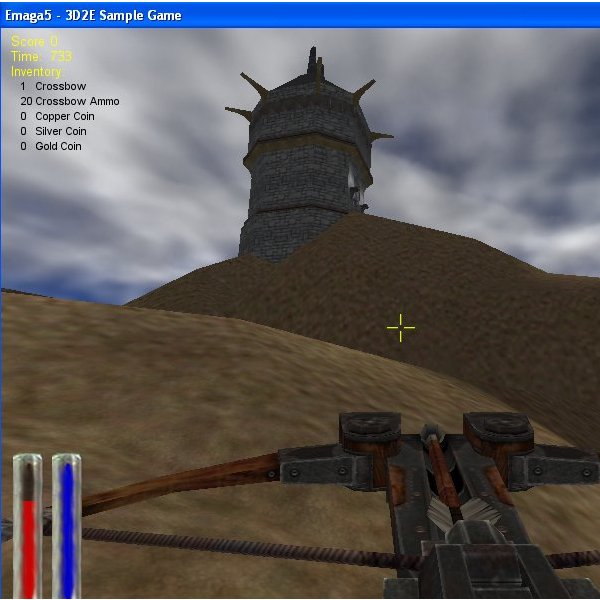 Emaga5 - 3D2E Sample Game
Score 0
Time: 733
Inventory
1 Crossbow
20 Crossbow Ammo
0 Copper Coin
0 Silver Coin
0 Gold Coin